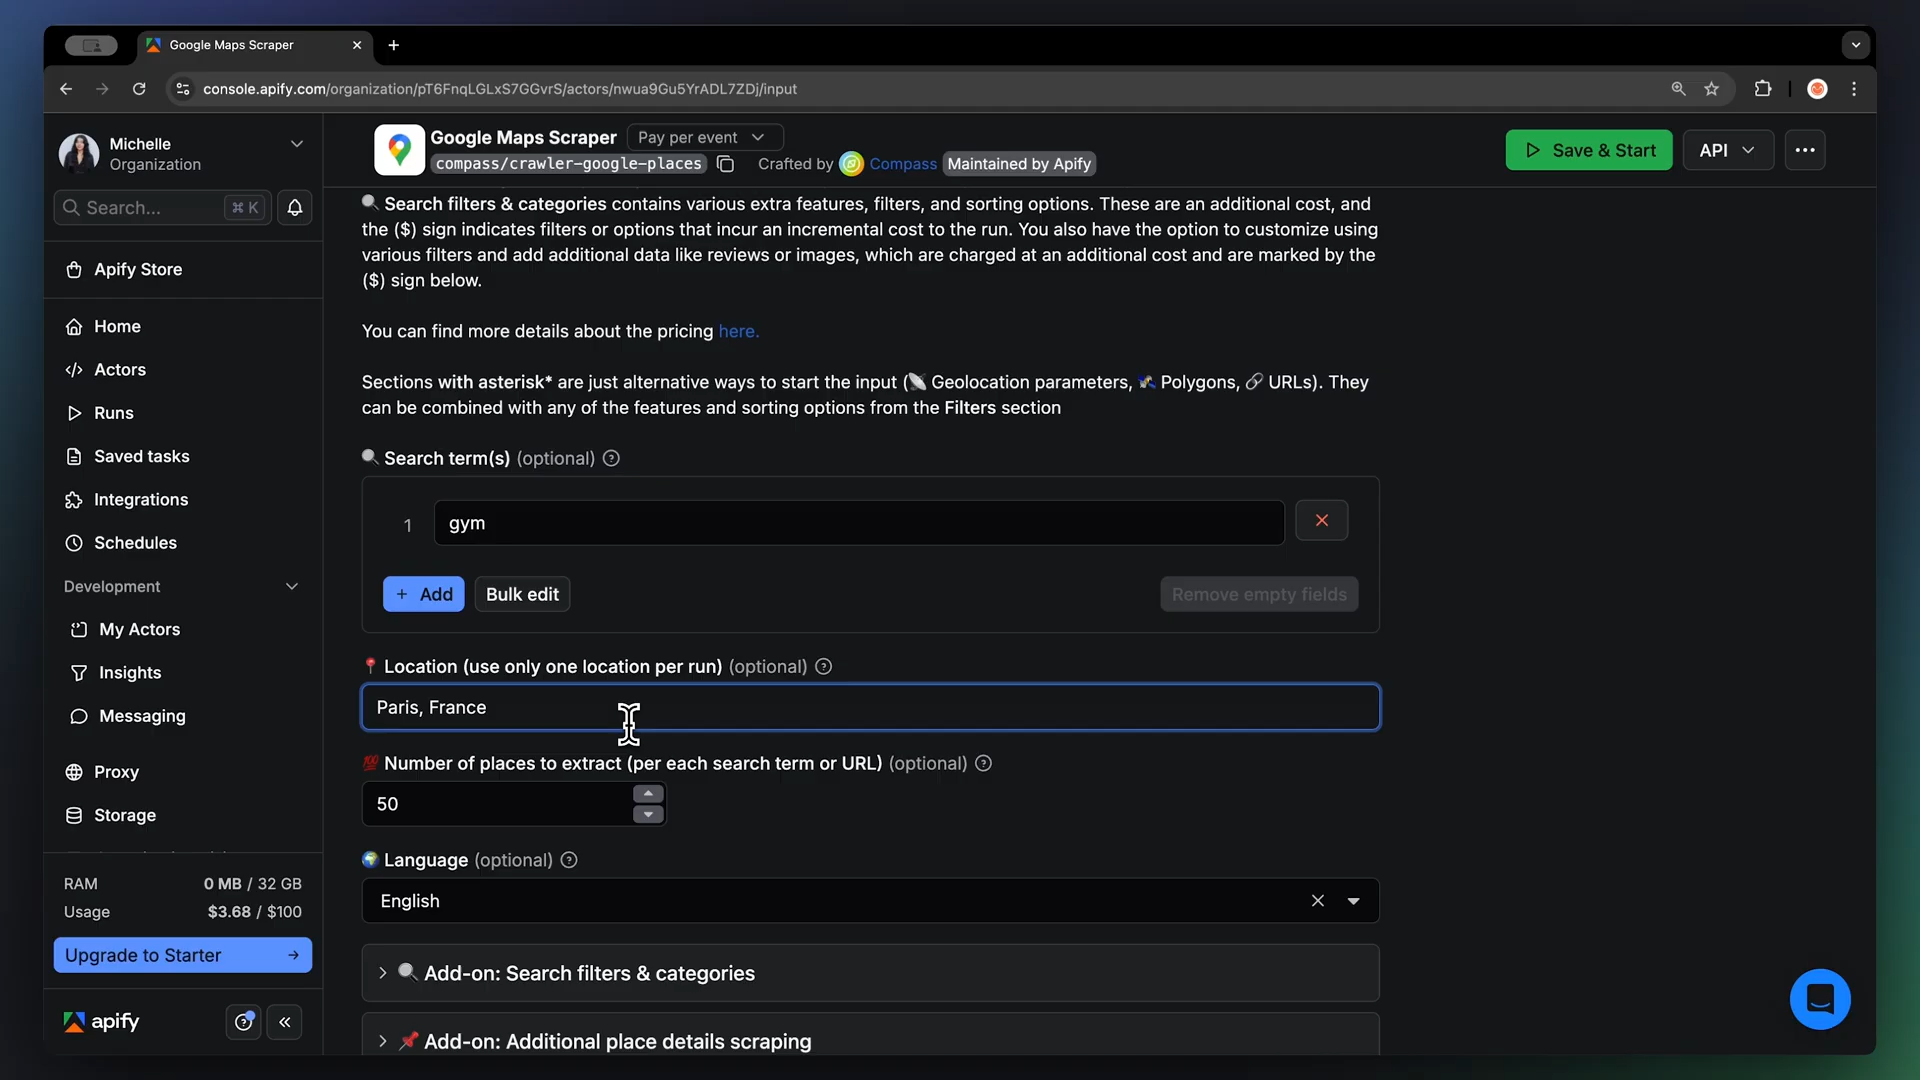 Google Maps Scraper
console.apify.com/organization/pT6FnqLGLxS7GGvrS/actors/nwua9Gu5YrADL7ZDj/input
Michelle
Organization
Search...
⌘ K
Apify Store
Home
Actors
Runs
Saved tasks
Integrations
Schedules
Development
My Actors
Insights
Messaging
Proxy
Storage
RAM 0 MB / 32 GB
Usage $3.68 / $100
Upgrade to Starter
apify
Google Maps Scraper Pay per event
compass/crawler-google-places Crafted by Compass Maintained by Apify
Save & Start
API
Search filters & categories contains various extra features, filters, and sorting options. These are an additional cost, and
the ($) sign indicates filters or options that incur an incremental cost to the run. You also have the option to customize using
various filters and add additional data like reviews or images, which are charged at an additional cost and are marked by the
($) sign below.
You can find more details about the pricing here.
Sections with asterisk* are just alternative ways to start the input (📡 Geolocation parameters, 🛰 Polygons, 🔗 URLs). They
can be combined with any of the features and sorting options from the Filters section
Search term(s) (optional)
1 gym
+ Add Bulk edit Remove empty fields
Location (use only one location per run) (optional)
Paris, France
💯 Number of places to extract (per each search term or URL) (optional)
50
Language (optional)
English
Add-on: Search filters & categories
Add-on: Additional place details scraping